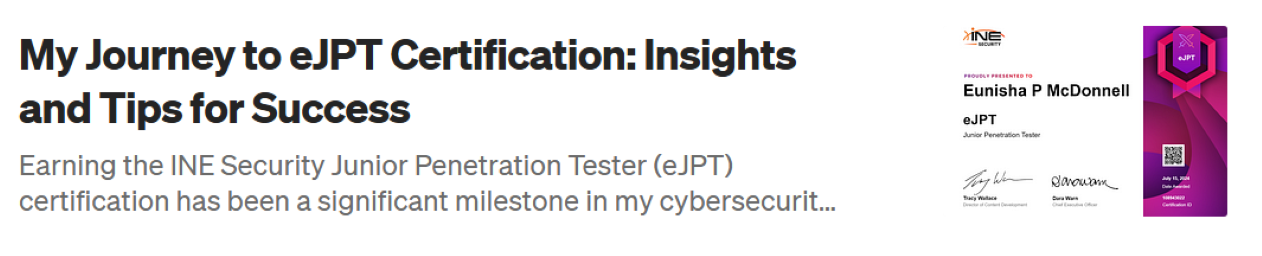 My Journey to eJPT Certification: Insights
and Tips for Success
Earning the INE Security Junior Penetration Tester (eJPT)
certification has been a significant milestone in my cybersecurit...
INE
SECURITY
PROUDLY PRESENTED TO
Eunisha P McDonnell
eJPT
Junior Penetration Tester
Tracy Wallace
Director of Content Development
Dara Warn
Chief Executive Officer
eJPT
July 15, 2024
Date Awarded
Certification ID